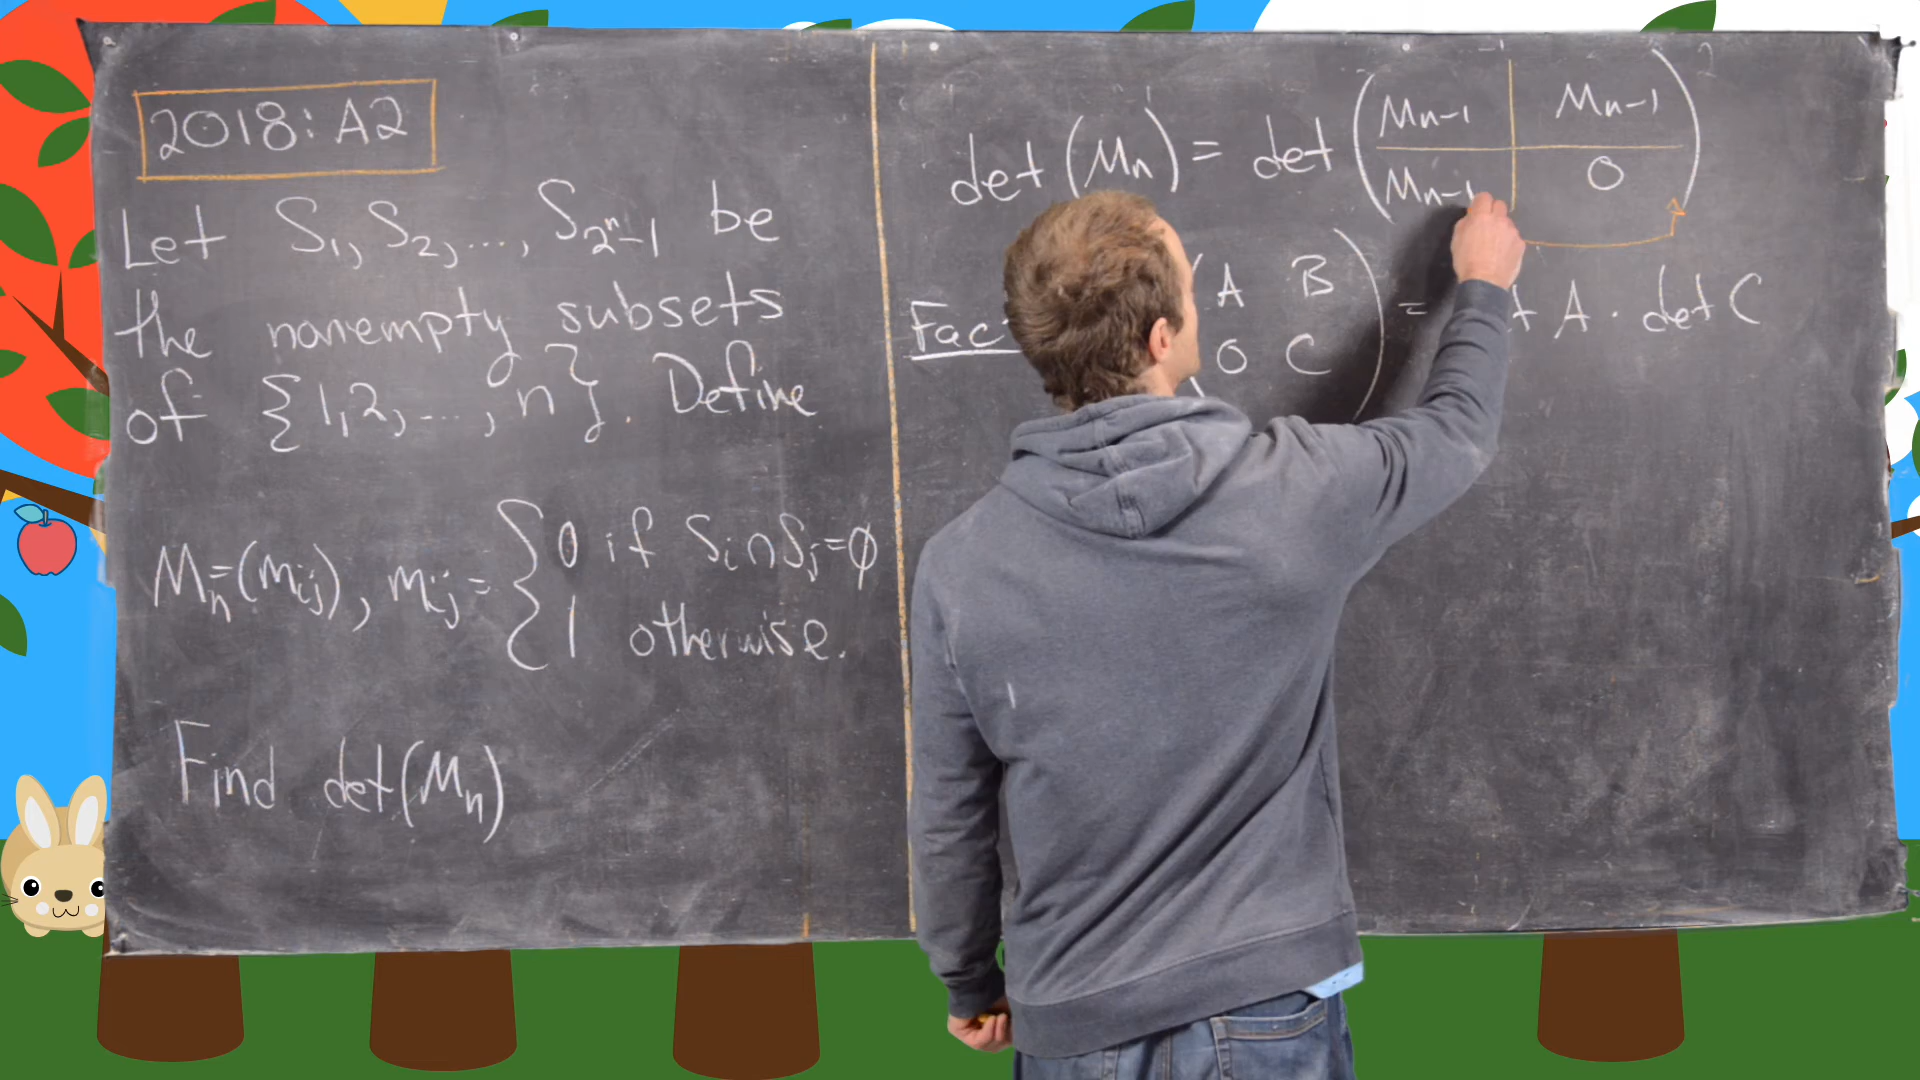 2018: A2
Let S₁, S₂, ..., S₂ⁿ₋₁ be
the nonempty subsets
of {1,2,...,n}. Define
Mₙ=(mᵢⱼ), mᵢⱼ= {0 if Sᵢ∩Sⱼ=∅
1 otherwise.
Find det(Mₙ)
det(Mₙ) = det (Mₙ₋₁ | Mₙ₋₁
Mₙ₋₁ | 0)
A B
0 C) = A · det C